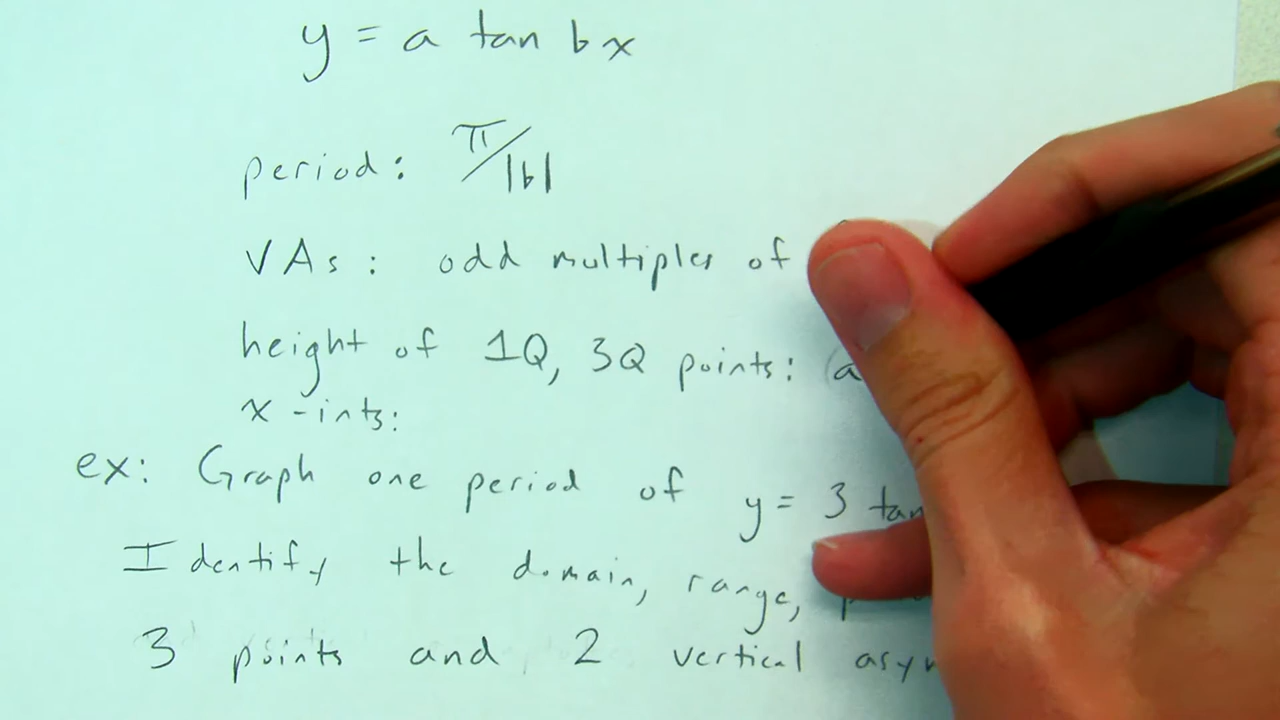 y = a tan bx
period: π/|b|
VAs: odd multiples of
height of 1Q, 3Q points: (a
x-ints:
ex: Graph one period of y = 3 tan
Identify the domain, range,
3 points and 2 vertical